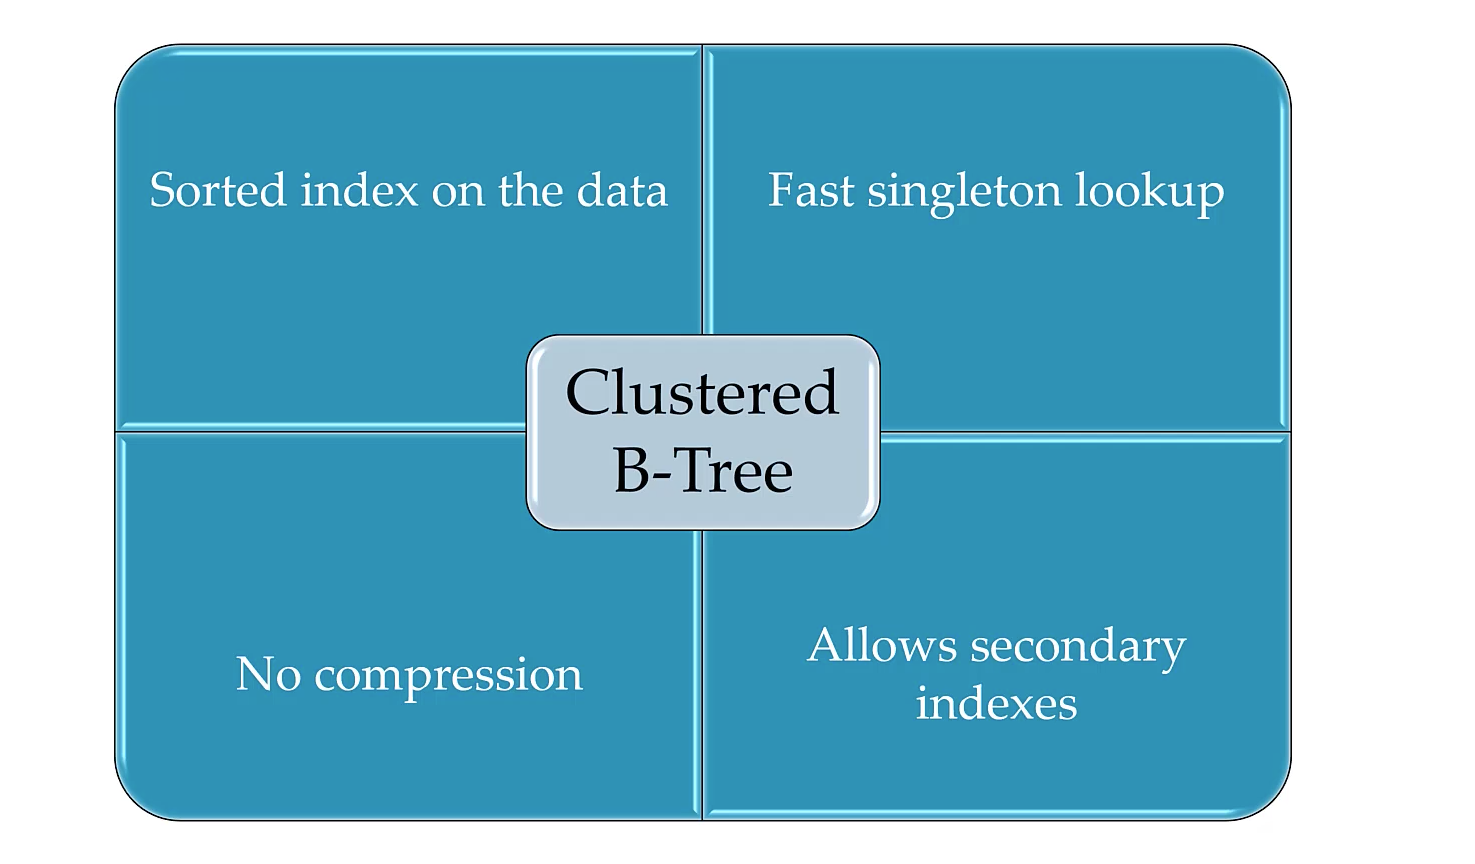 Sorted index on the data
Fast singleton lookup
Clustered
B-Tree
No compression
Allows secondary
indexes